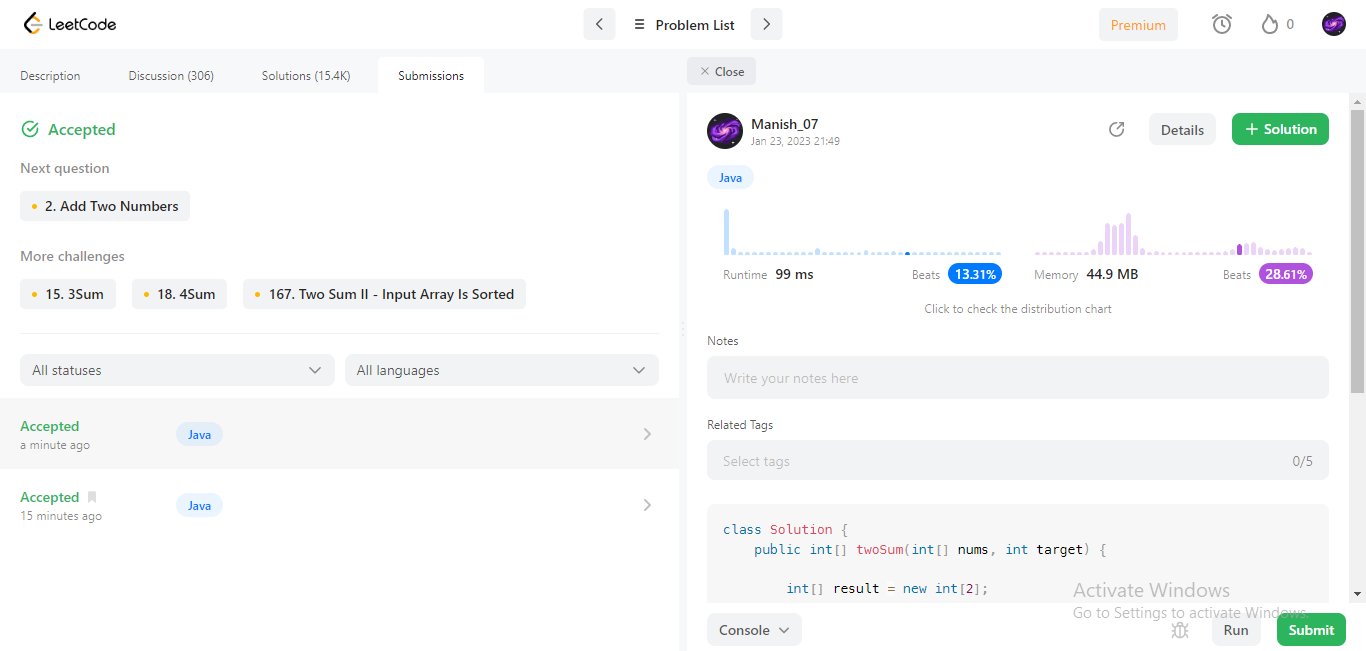 LeetCode
Problem List
Premium
0
Description Discussion (306) Solutions (15.4K) Submissions
Accepted
Next question
2. Add Two Numbers
More challenges
15. 3Sum 18. 4Sum 167. Two Sum II - Input Array Is Sorted
All statuses All languages
Accepted
a minute ago
Java
Accepted
15 minutes ago
Java
Close
Manish_07
Jan 23, 2023 21:49
Details
Solution
Java
Runtime 99 ms Beats 13.31% Memory 44.9 MB Beats 28.61%
Click to check the distribution chart
Notes
Write your notes here
Related Tags
Select tags 0/5
class Solution {
public int[] twoSum(int[] nums, int target) {
int[] result = new int[2];
Activate Windows
Go to Settings to activate Windows.
Console Run Submit